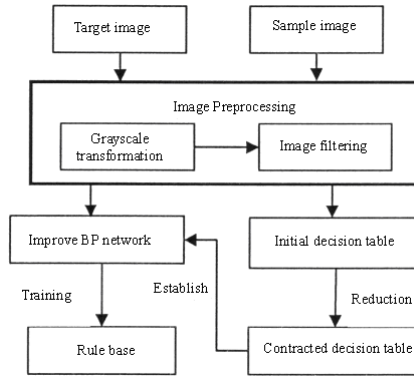 Target image
Sample image
Image Preprocessing
Grayscale
transformation
Image filtering
Improve BP network
Initial decision table
Training
Establish
Reduction
Rule base
Contracted decision table